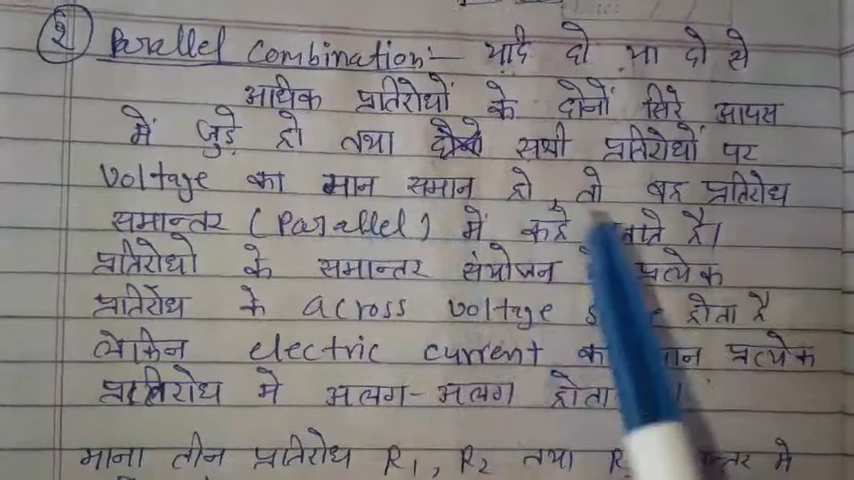 2 Parallel Combination:- यदि दो या दो से
अधिक प्रतिरोधों के दोनों सिरे आपस
में जुड़े हो तथा सभी प्रतिरोधों पर
voltage का मान समान हो, तो वह प्रतिरोध
समान्तर (Parallel) में कहे जाते है।
प्रतिरोधो के समान्तर संयोजन प्रत्येक
प्रतिरोध के across voltage होता है
लेकिन electric current का मान प्रत्येक
प्रतिरोध मे अलग-अलग होता
माना तीन प्रतिरोध R1, R2 तथा मे